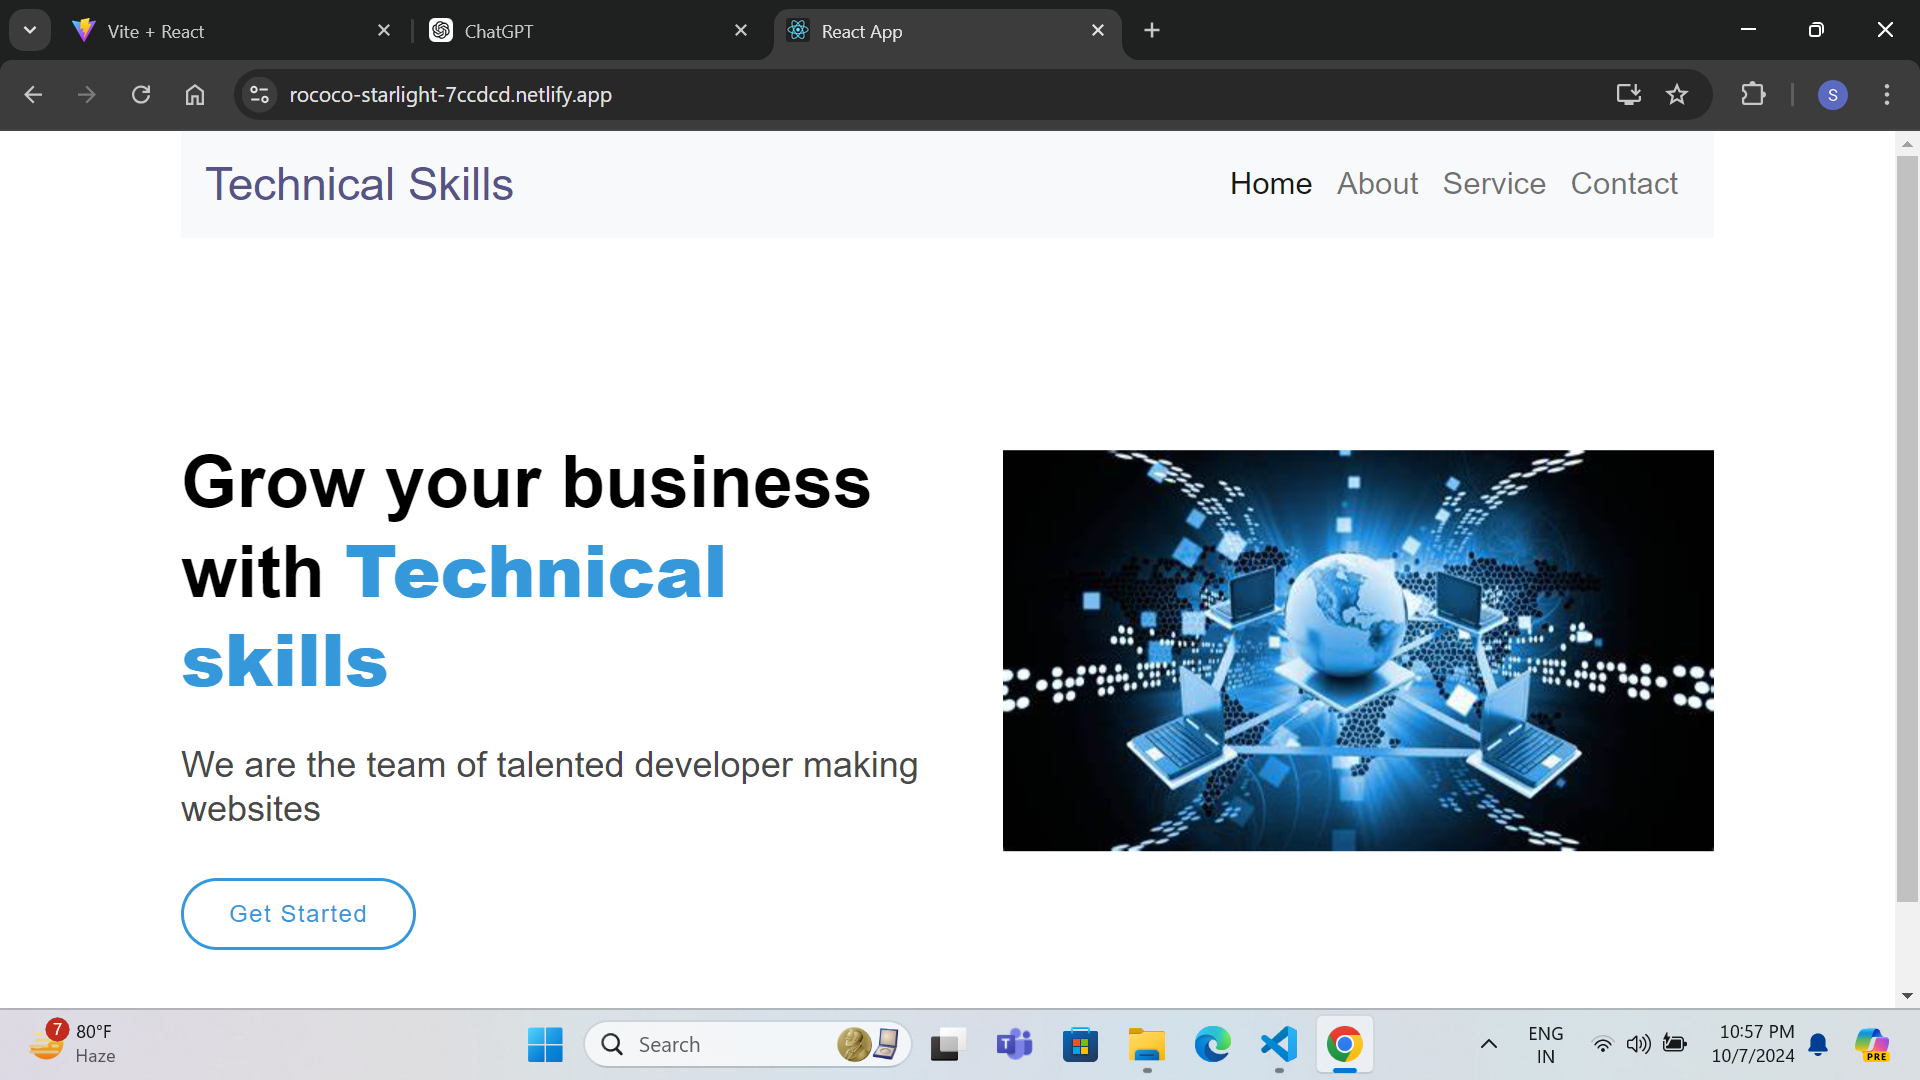 Vite + React
ChatGPT
React App
rococo-starlight-7ccdcd.netlify.app
S
Technical Skills
Home About Service Contact
Grow your business
with Technical
skills
We are the team of talented developer making
websites
Get Started
7
80°F
Haze
Search
T
ENG
IN
10:57 PM
10/7/2024
PRE